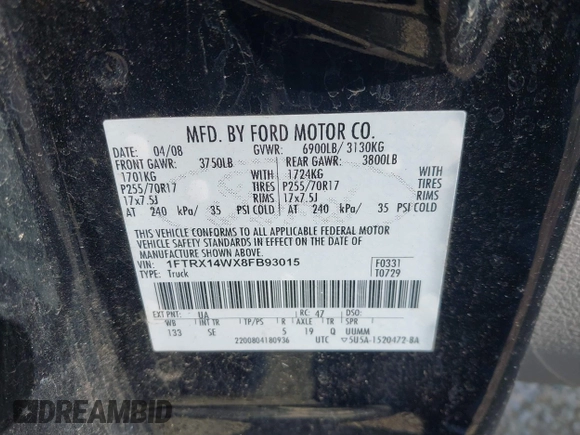 MFD. BY FORD MOTOR CO.
DATE: 04/08 GVWR: 6900LB/ 3130KG
FRONT GAWR: 3750LB REAR GAWR: 3800LB
1701KG WITH 1724KG WITH
P255/70R17 TIRES P255/70R17 TIRES
17x7.5J RIMS 17x7.5J RIMS
AT 240 kPa/ 35 PSI COLD AT 240 kPa/ 35 PSI COLD
THIS VEHICLE CONFORMS TO ALL APPLICABLE FEDERAL MOTOR
VEHICLE SAFETY STANDARDS IN EFFECT ON THE DATE OF
MANUFACTURE SHOWN ABOVE.
VIN: 1FTRX14WX8FB93015 F0331
TYPE: Truck T0729
EXT PNT: UA RC: 47 DSO:
WB INT TR TP/PS R AXLE TR SPR
133 5E 5 19 Q UUMM
2200804180936 UTC ▽5U5A-1520472-BA
DREAMBID